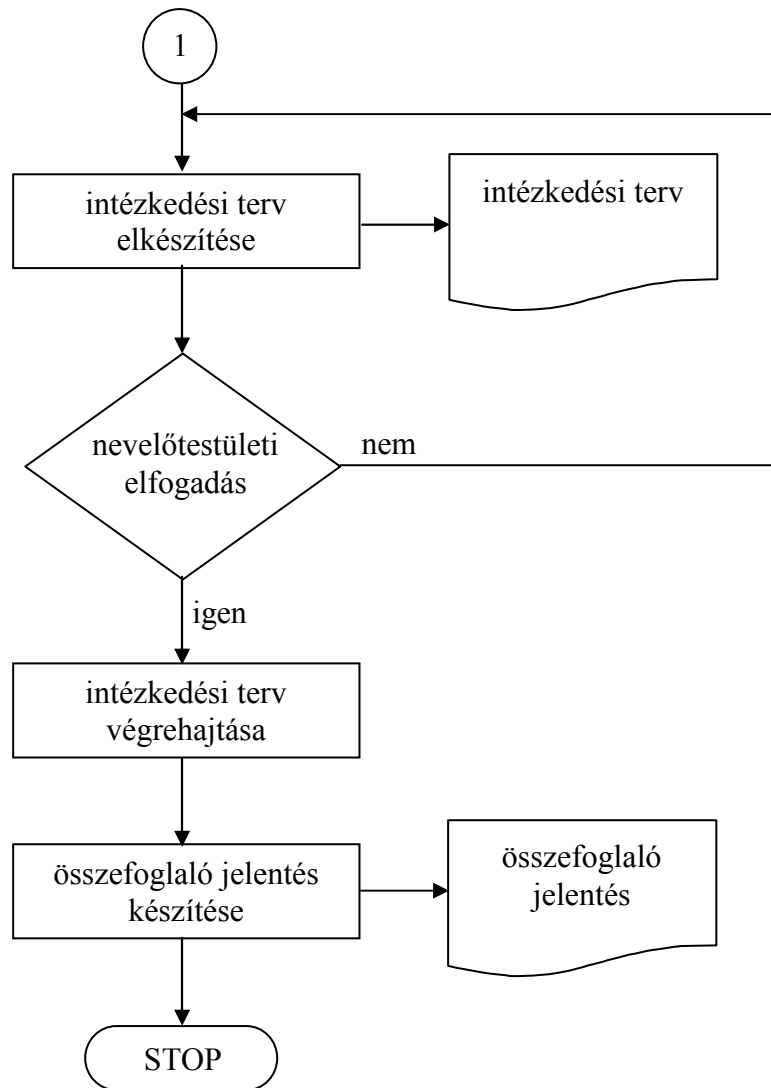 1
intézkedési terv
elkészítése
intézkedési terv
nevelőtestületi
elfogadás
nem
igen
intézkedési terv
végrehajtása
összefoglaló jelentés
készítése
összefoglaló
jelentés
STOP